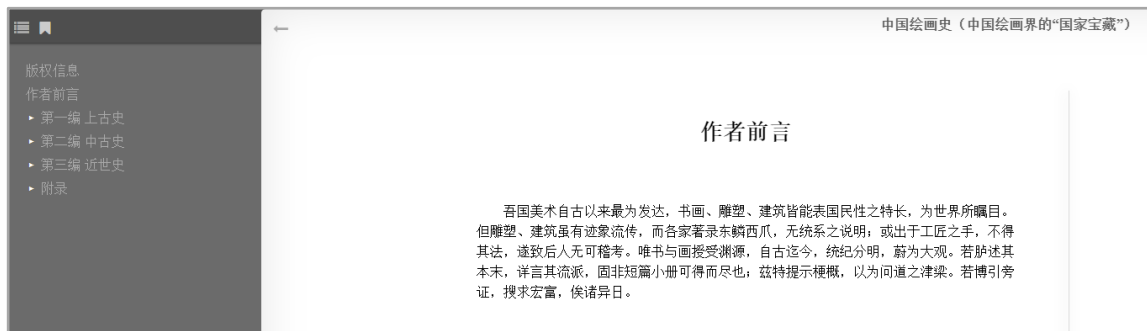 中国绘画史（中国绘画界的“国家宝藏”）
版权信息
作者前言
第一编 上古史
第二编 中古史
第三编 近世史
附录
作者前言
吾国美术自古以来最为发达，书画、雕塑、建筑皆能表国民性之特长，为世界所瞩目。
但雕塑、建筑虽有迹象流传，而各家著录东鳞西爪，无统系之说明；或出于工匠之手，不得
其法，遂致后人无可稽考。唯书与画授受渊源，自古迄今，统纪分明，蔚为大观。若胪述其
本末，详言其流派，固非短篇小册可得而尽也；兹特提示梗概，以为问道之津梁。若博引旁
证，搜求宏富，俟诸异日。